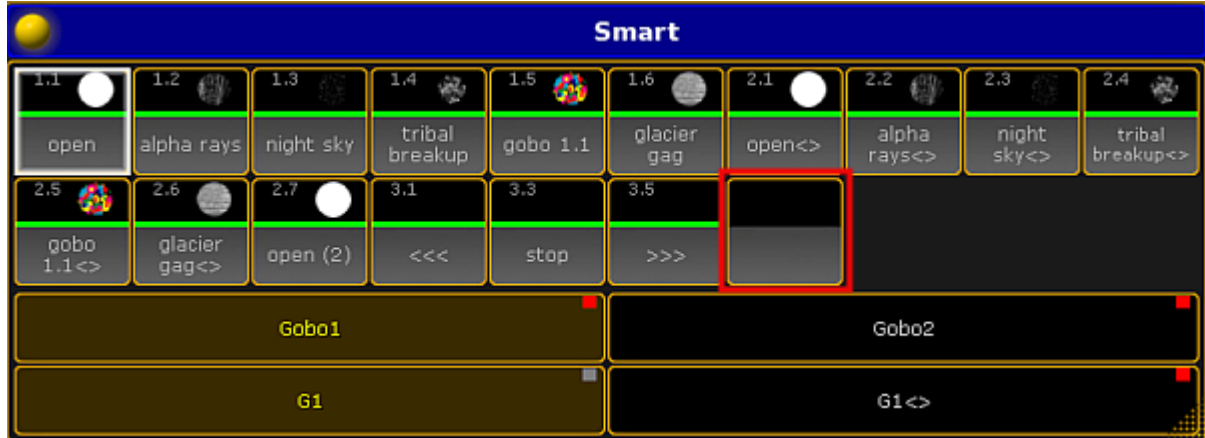 Smart
1.1 1.2 1.3 1.4 1.5 1.6 2.1 2.2 2.3 2.4
open
alpha rays
night sky
tribal
breakup
gobo 1.1
glacier
gag
open<>
alpha
rays<>
night
sky<>
tribal
breakup<>
2.5 2.6 2.7 3.1 3.3 3.5
gobo
1.1<>
glacier
gag<>
open (2)
<<<
stop
>>>
Gobo1
Gobo2
G1
G1<>